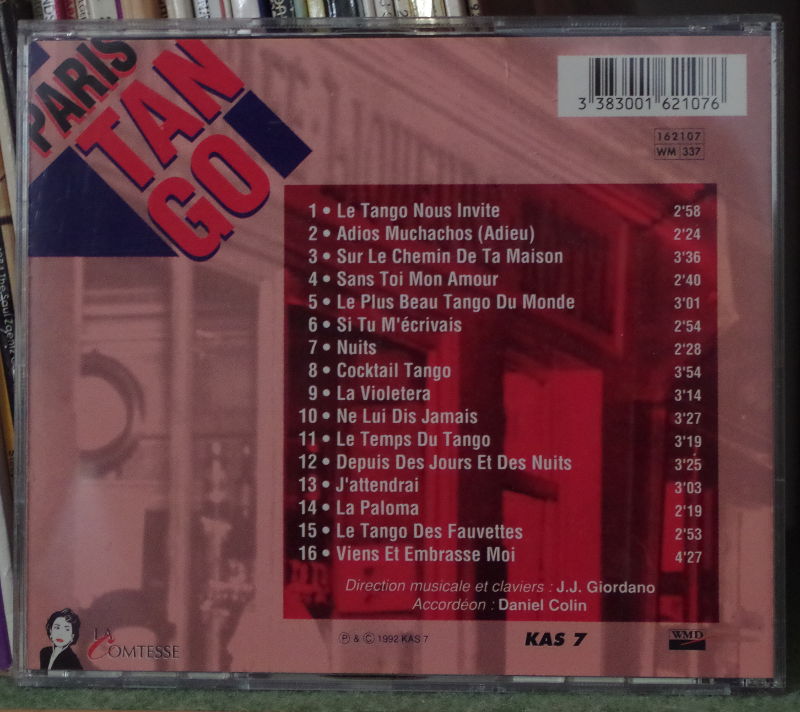 PARIS
TAN
GO
3 383001 621076
162107
WM 337
1 • Le Tango Nous Invite 2'58
2 • Adios Muchachos (Adieu) 2'24
3 • Sur Le Chemin De Ta Maison 3'36
4 • Sans Toi Mon Amour 2'40
5 • Le Plus Beau Tango Du Monde 3'01
6 • Si Tu M'écrivais 2'54
7 • Nuits 2'28
8 • Cocktail Tango 3'54
9 • La Violetera 3'14
10 • Ne Lui Dis Jamais 3'27
11 • Le Temps Du Tango 3'19
12 • Depuis Des Jours Et Des Nuits 3'25
13 • J'attendrai 3'03
14 • La Paloma 2'19
15 • Le Tango Des Fauvettes 2'53
16 • Viens Et Embrasse Moi 4'27
Direction musicale et claviers : J.J. Giordano
Accordéon : Daniel Colin
LA
COMTESSE
Ⓟ & © 1992 KAS 7
KAS 7
WMD